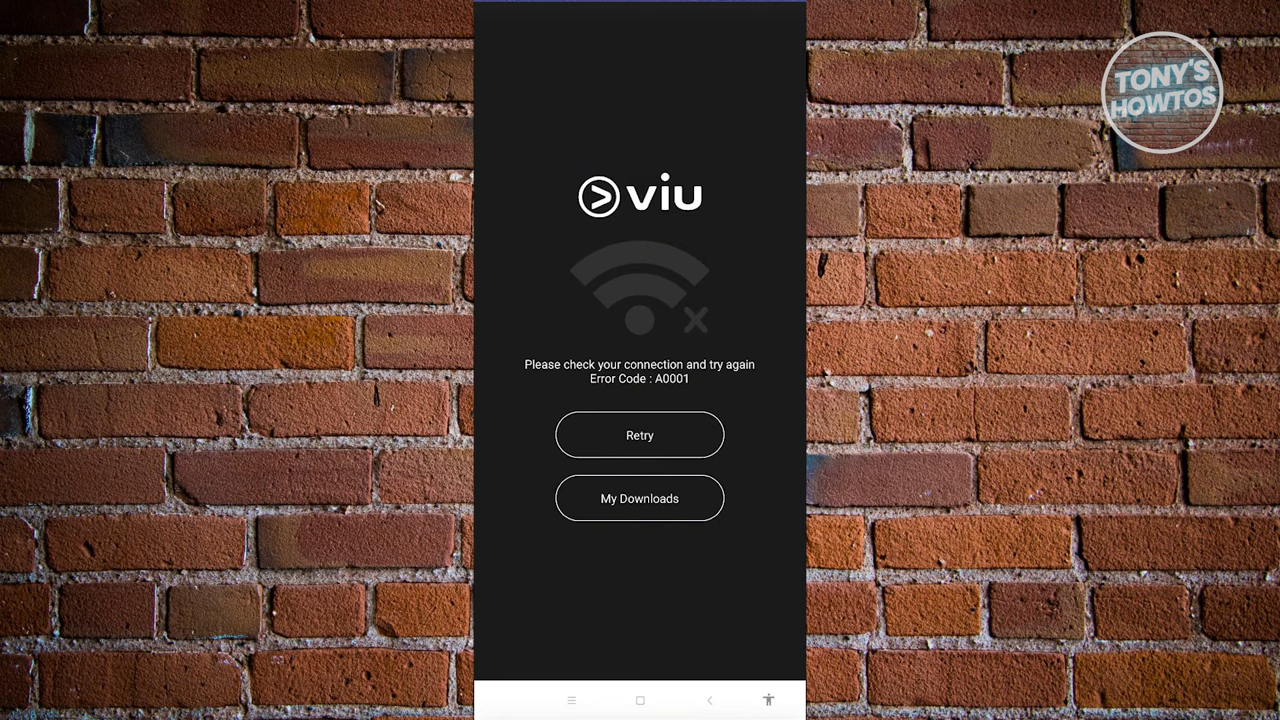 TONY'S
HOWTOS
viu
Please check your connection and try again
Error Code : A0001
Retry
My Downloads